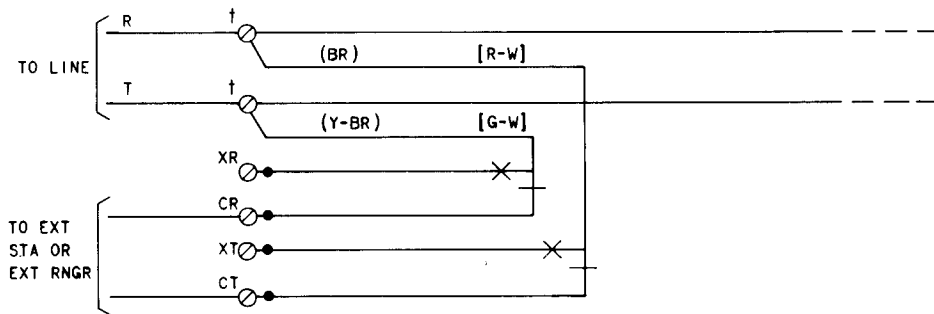 R †
(BR) [R-W]
TO LINE
T †
(Y-BR) [G-W]
XR
CR
TO EXT
STA OR
EXT RNGR
XT
CT